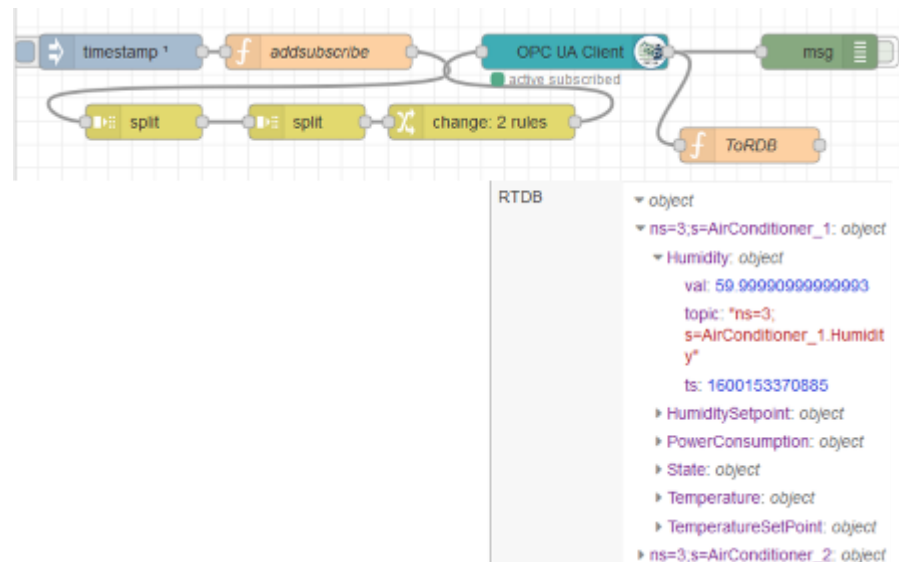 timestamp ¹
addsubscribe
OPC UA Client
msg
active subscribed
split
split
change: 2 rules
ToRDB
RTDB
object
ns=3;s=AirConditioner_1: object
Humidity: object
val: 59.99990999999993
topic: "ns=3;
s=AirConditioner_1.Humidit
y"
ts: 1600153370885
HumiditySetpoint: object
PowerConsumption: object
State: object
Temperature: object
TemperatureSetPoint: object
ns=3;s=AirConditioner_2: object